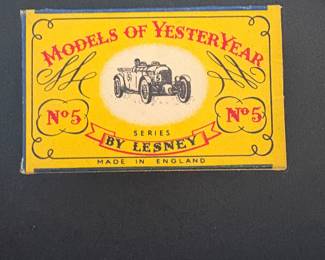 MODELS OF YESTERYEAR
Nº5 Nº5
SERIES
BY LESNEY
MADE IN ENGLAND